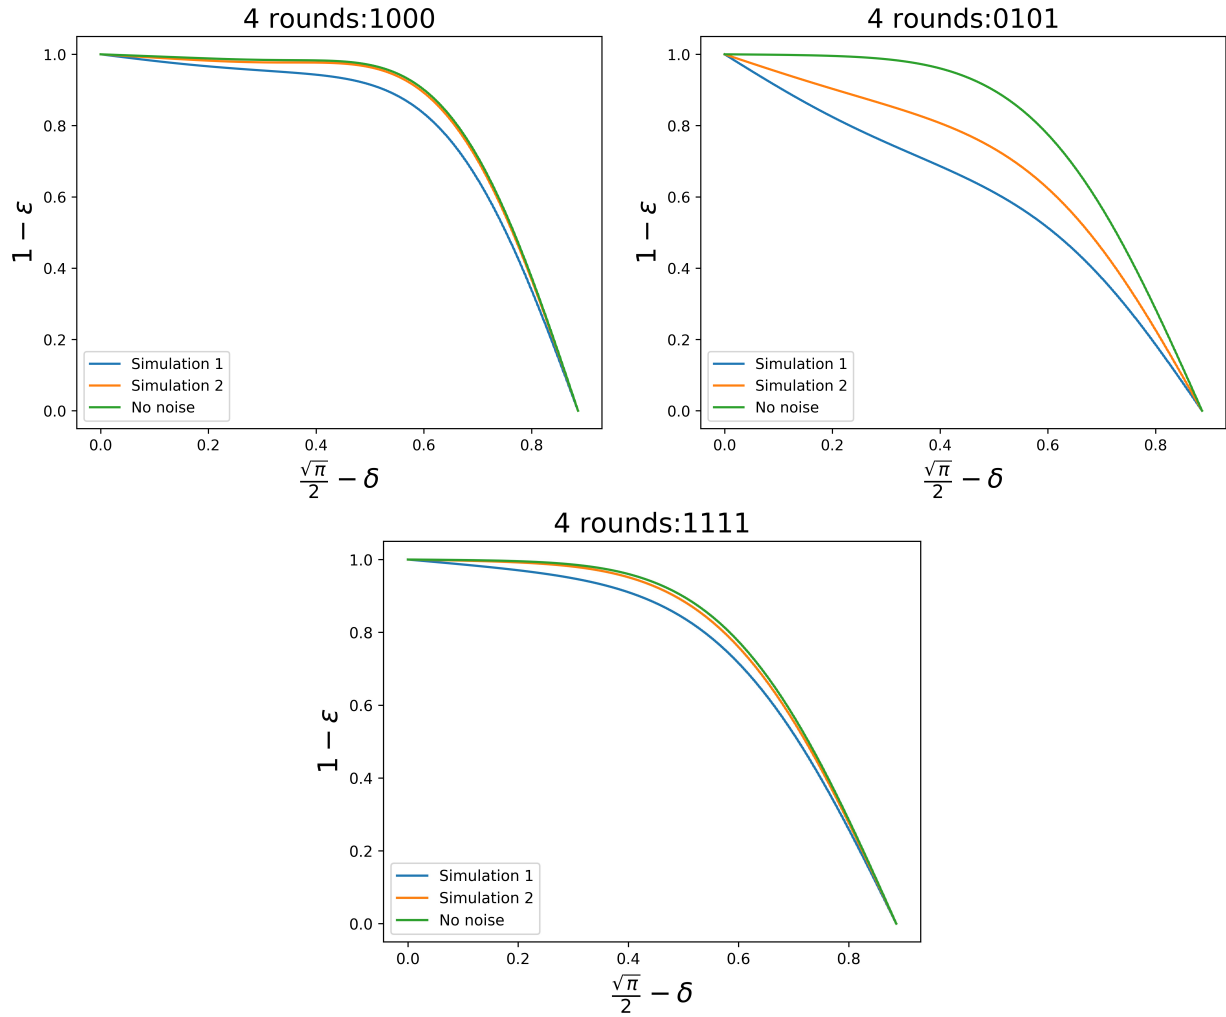 4 rounds:1000
1.0
0.8
0.6
0.4
0.2
0.0
1 − ε
Simulation 1
Simulation 2
No noise
0.0 0.2 0.4 0.6 0.8
√π/2 − δ
4 rounds:0101
1.0
0.8
0.6
0.4
0.2
0.0
1 − ε
Simulation 1
Simulation 2
No noise
0.0 0.2 0.4 0.6 0.8
√π/2 − δ
4 rounds:1111
1.0
0.8
0.6
0.4
0.2
0.0
1 − ε
Simulation 1
Simulation 2
No noise
0.0 0.2 0.4 0.6 0.8
√π/2 − δ